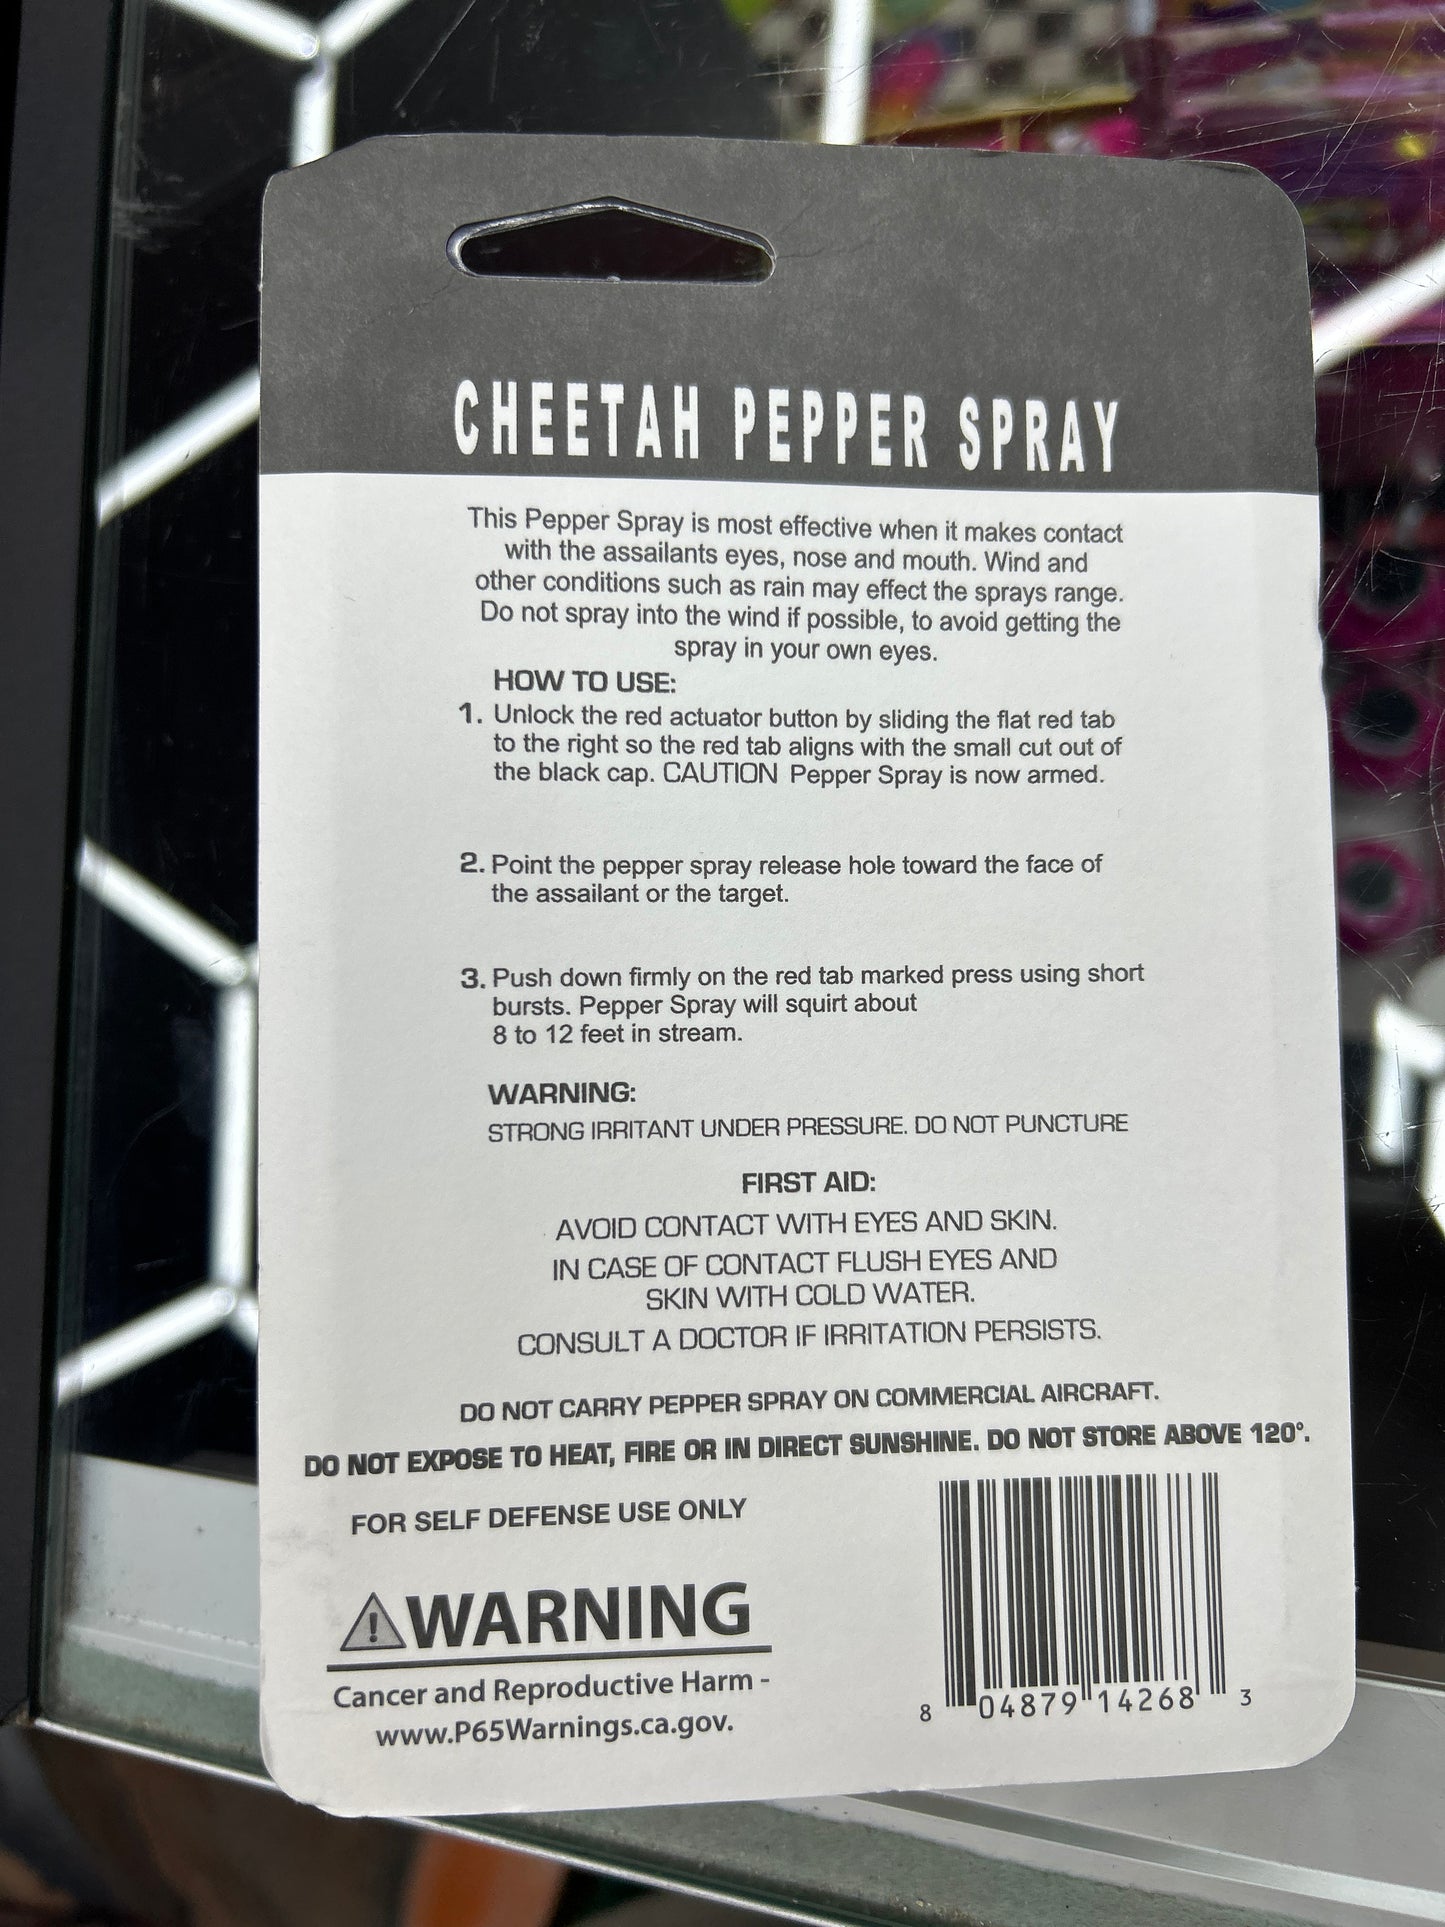 CHEETAH PEPPER SPRAY
This Pepper Spray is most effective when it makes contact
with the assailants eyes, nose and mouth. Wind and
other conditions such as rain may effect the sprays range.
Do not spray into the wind if possible, to avoid getting the
spray in your own eyes.
HOW TO USE:
1. Unlock the red actuator button by sliding the flat red tab
to the right so the red tab aligns with the small cut out of
the black cap. CAUTION Pepper Spray is now armed.
2. Point the pepper spray release hole toward the face of
the assailant or the target.
3. Push down firmly on the red tab marked press using short
bursts. Pepper Spray will squirt about
8 to 12 feet in stream.
WARNING:
STRONG IRRITANT UNDER PRESSURE. DO NOT PUNCTURE
FIRST AID:
AVOID CONTACT WITH EYES AND SKIN.
IN CASE OF CONTACT FLUSH EYES AND
SKIN WITH COLD WATER.
CONSULT A DOCTOR IF IRRITATION PERSISTS.
DO NOT CARRY PEPPER SPRAY ON COMMERCIAL AIRCRAFT.
DO NOT EXPOSE TO HEAT, FIRE OR IN DIRECT SUNSHINE. DO NOT STORE ABOVE 120°.
FOR SELF DEFENSE USE ONLY
WARNING
Cancer and Reproductive Harm -
www.P65Warnings.ca.gov.
8 04879 14268 3